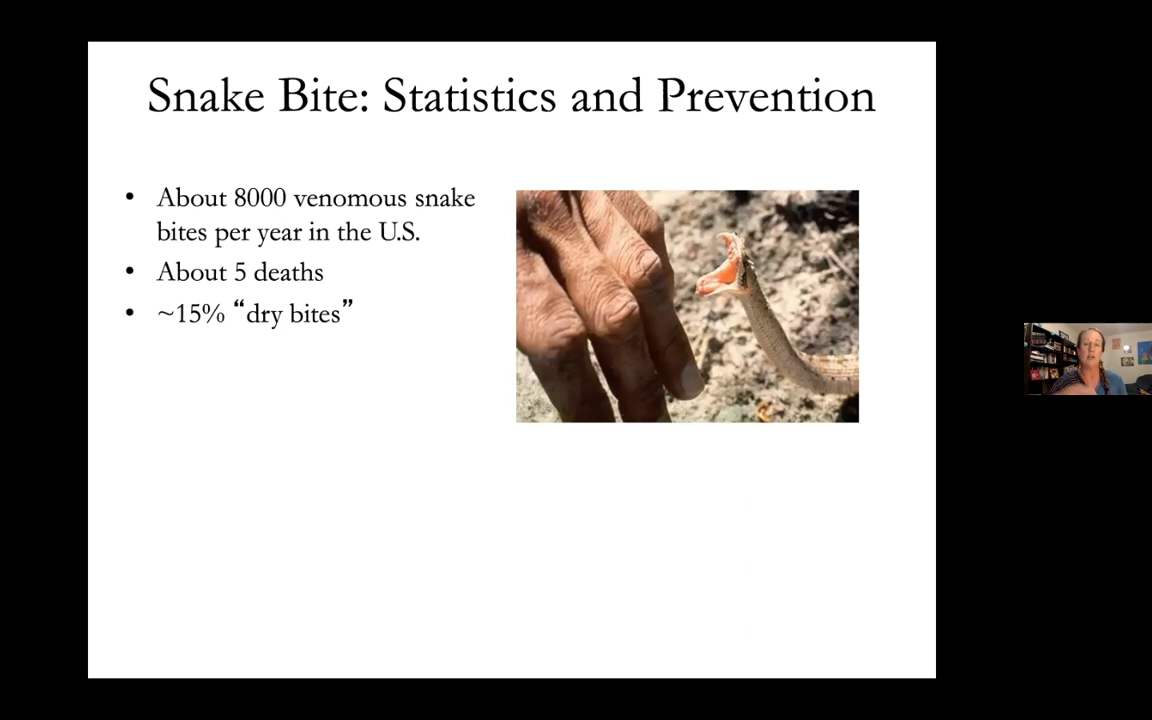 Snake Bite: Statistics and Prevention
• About 8000 venomous snake
bites per year in the U.S.
• About 5 deaths
• ~15% “dry bites”